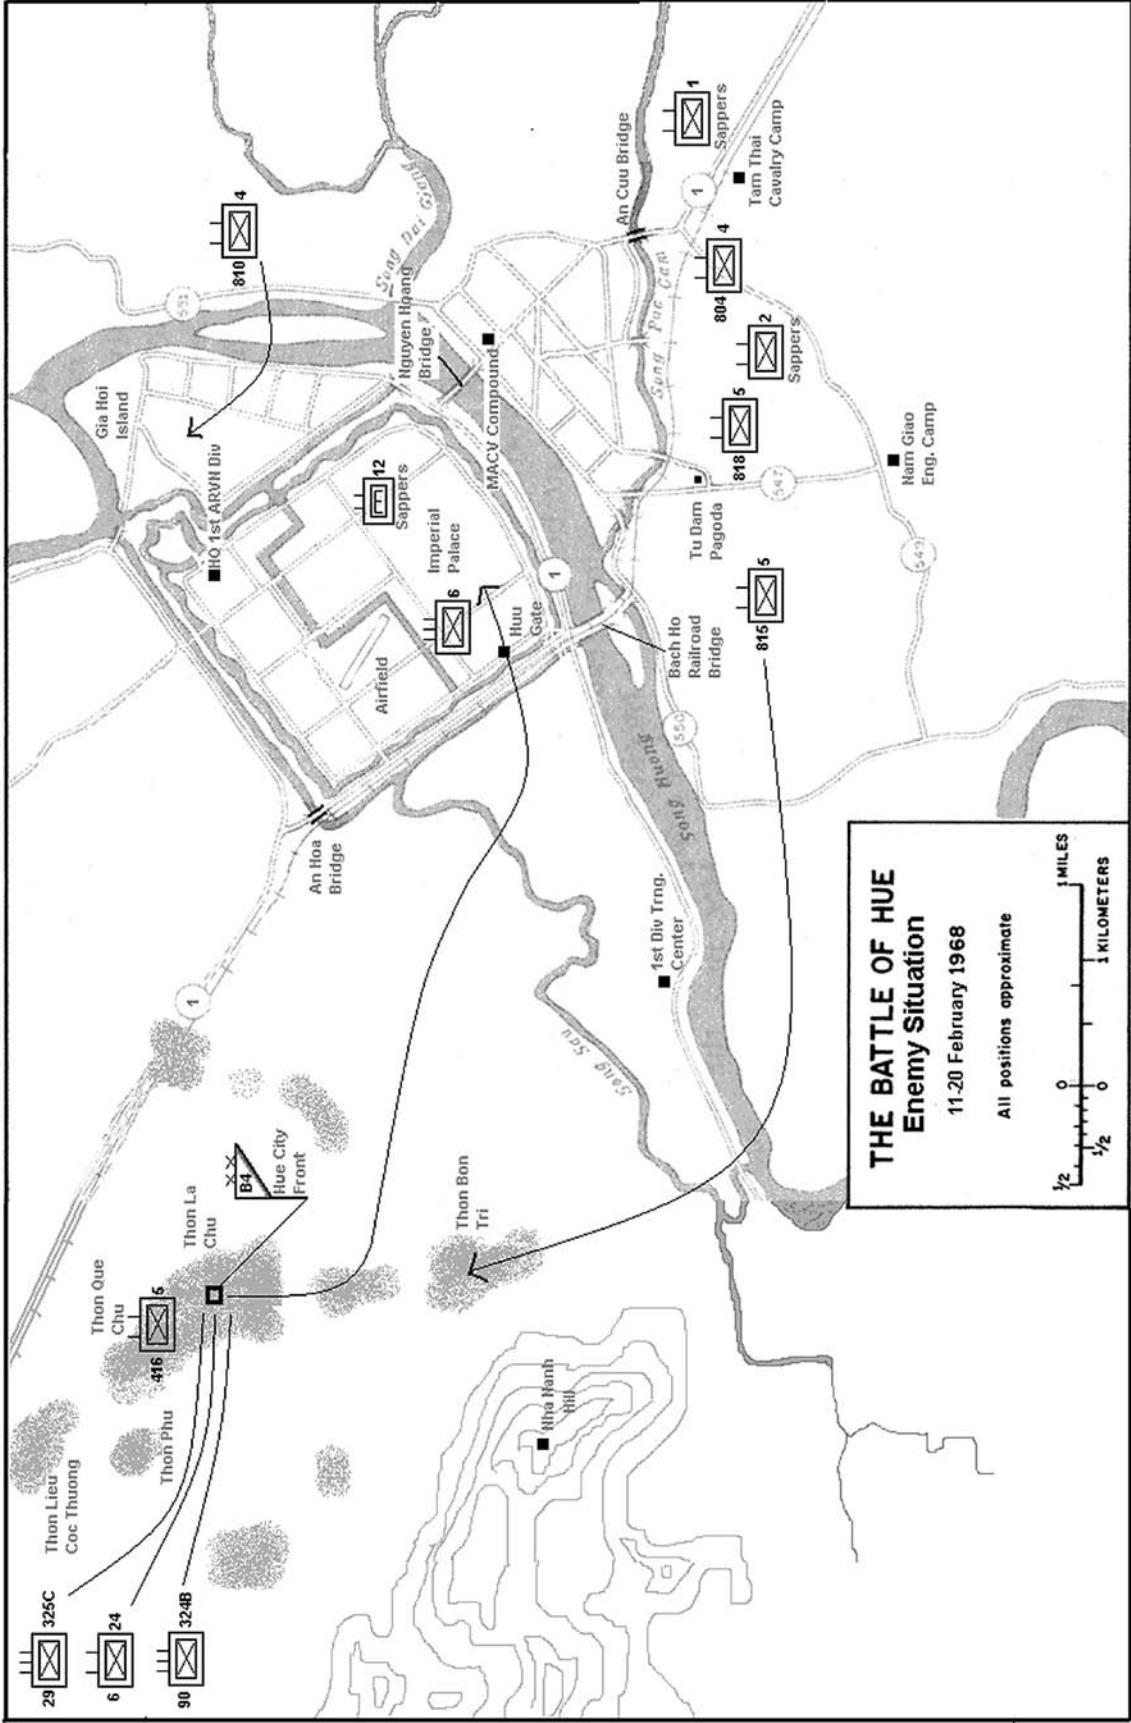 29 325C
6 24
90 324B
Thon Lieu
Coc Thuong
Thon Phu
Thon Que
Chu
416 5
Thon La
Chu
B4
XX
Hue City
Front
Thon Bon
Tri
Nha Nanh
Hill
1
An Hoa
Bridge
Song Sau
1st Div Trng.
Center
Airfield
HQ 1st ARVN Div
Gia Hoi
Island
551
810 4
12
Sappers
Imperial
Palace
6
Huu
Gate
1
Nguyen Hoang
Bridge
Song Dai Giang
MACV Compound
An Cuu Bridge
1
Sappers
Song Huong
550
Bach Ho
Railroad
Bridge
Tu Dam
Pagoda
Song Puc Cam
1
Tam Thai
Cavalry Camp
804 4
2
Sappers
818 5
815 5
547
Nam Giao
Eng. Camp
549
THE BATTLE OF HUE
Enemy Situation
11-20 February 1968
All positions approximate
1/2 0 1 MILES
1/2 0 1 KILOMETERS